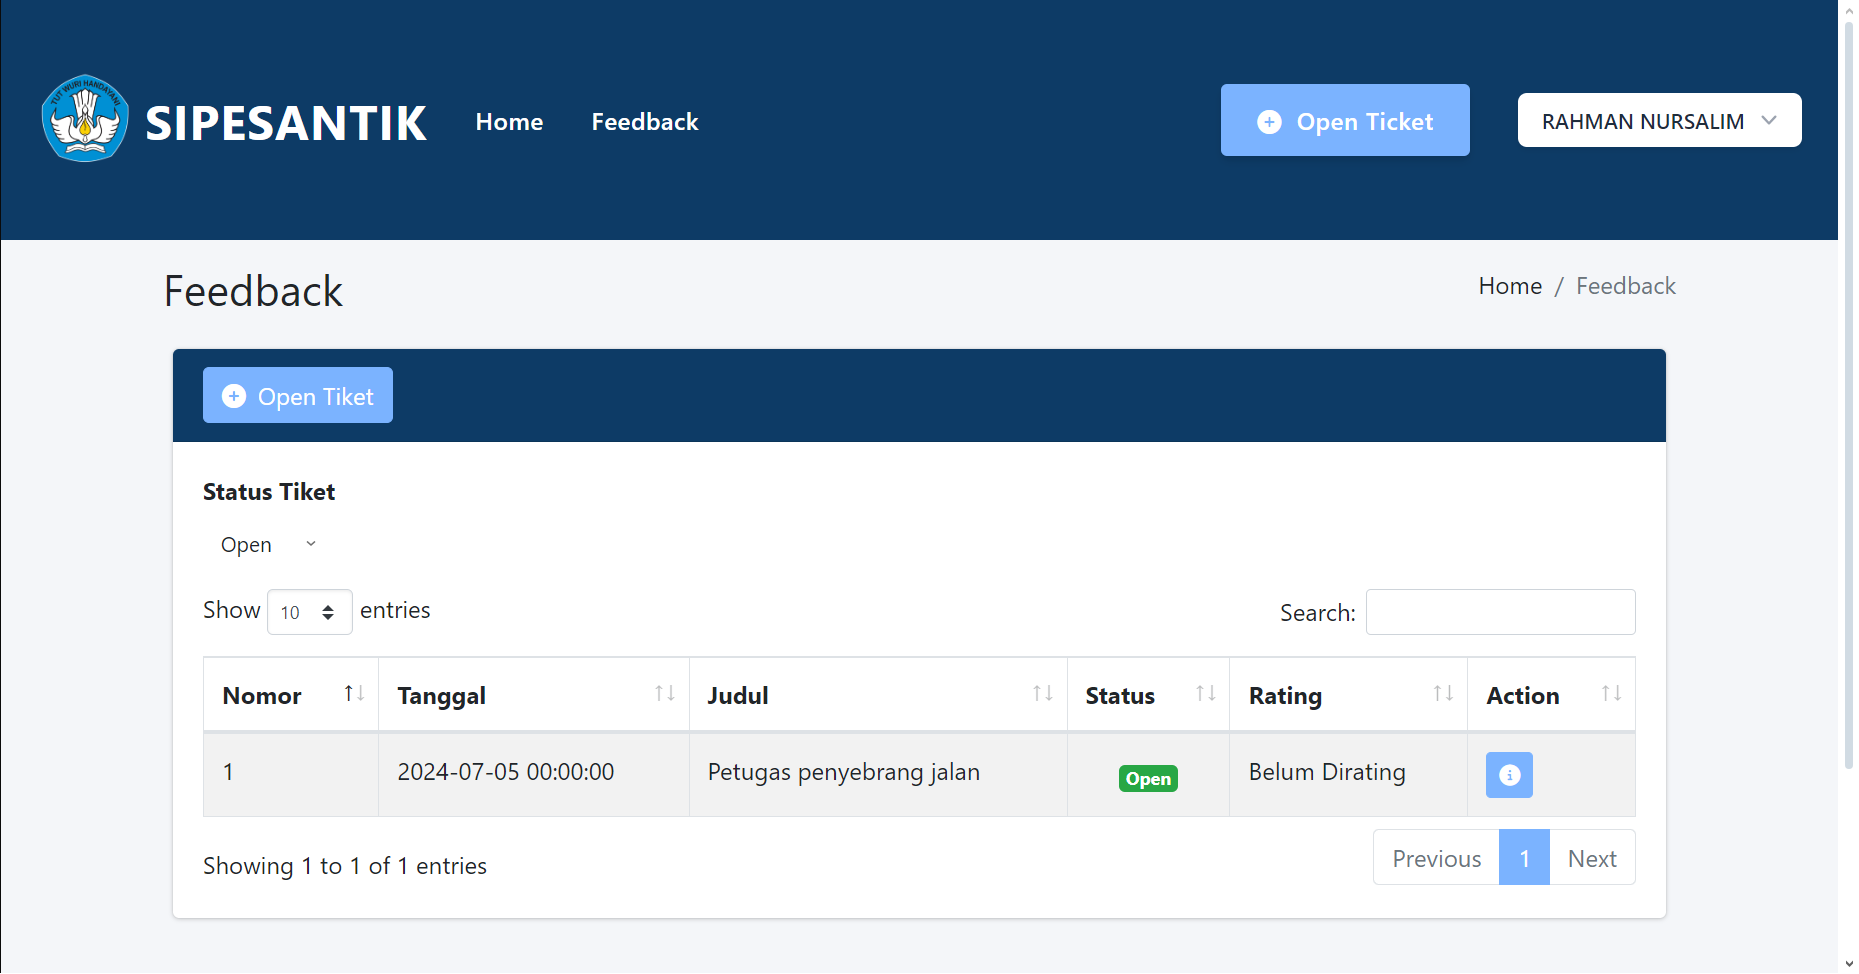 TUT WURI HANDAYANI
SIPESANTIK
Home
Feedback
Open Ticket
RAHMAN NURSALIM
Feedback
Home / Feedback
Open Tiket
Status Tiket
Open
Show 10 entries
Search:
Nomor Tanggal Judul Status Rating Action
1 2024-07-05 00:00:00 Petugas penyebrang jalan Open Belum Dirating
Showing 1 to 1 of 1 entries
Previous 1 Next